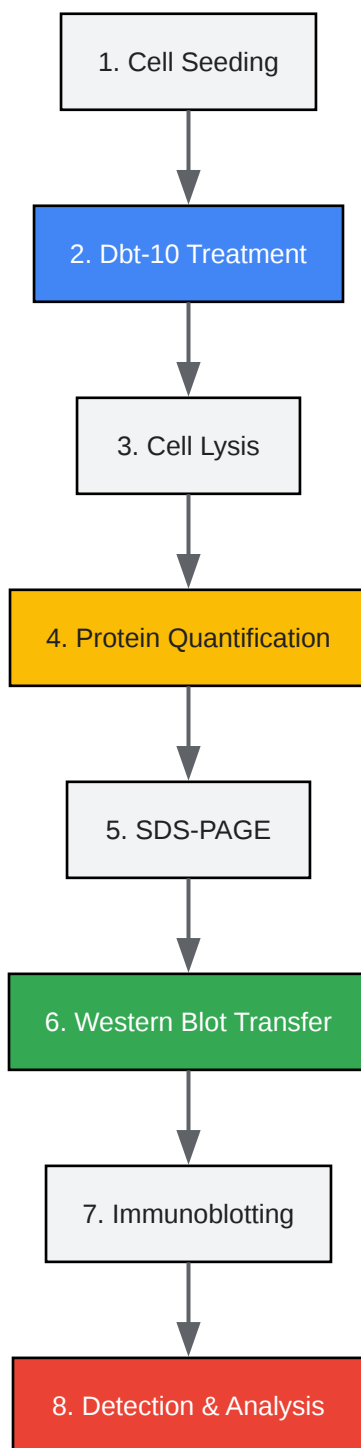 1. Cell Seeding
2. Dbt-10 Treatment
3. Cell Lysis
4. Protein Quantification
5. SDS-PAGE
6. Western Blot Transfer
7. Immunoblotting
8. Detection & Analysis